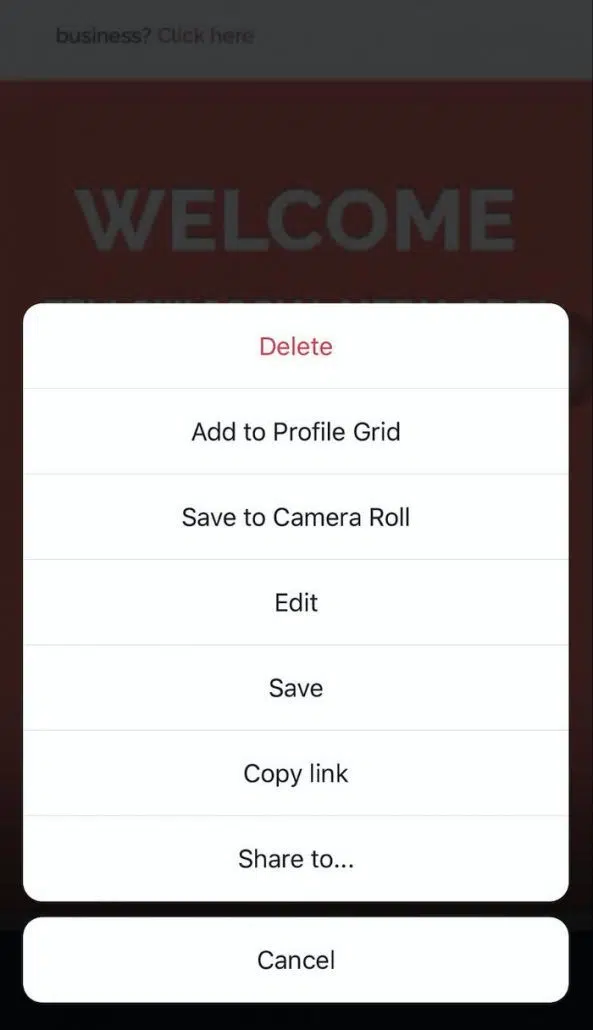 business? Click here
WELCOME
Delete
Add to Profile Grid
Save to Camera Roll
Edit
Save
Copy link
Share to...
Cancel